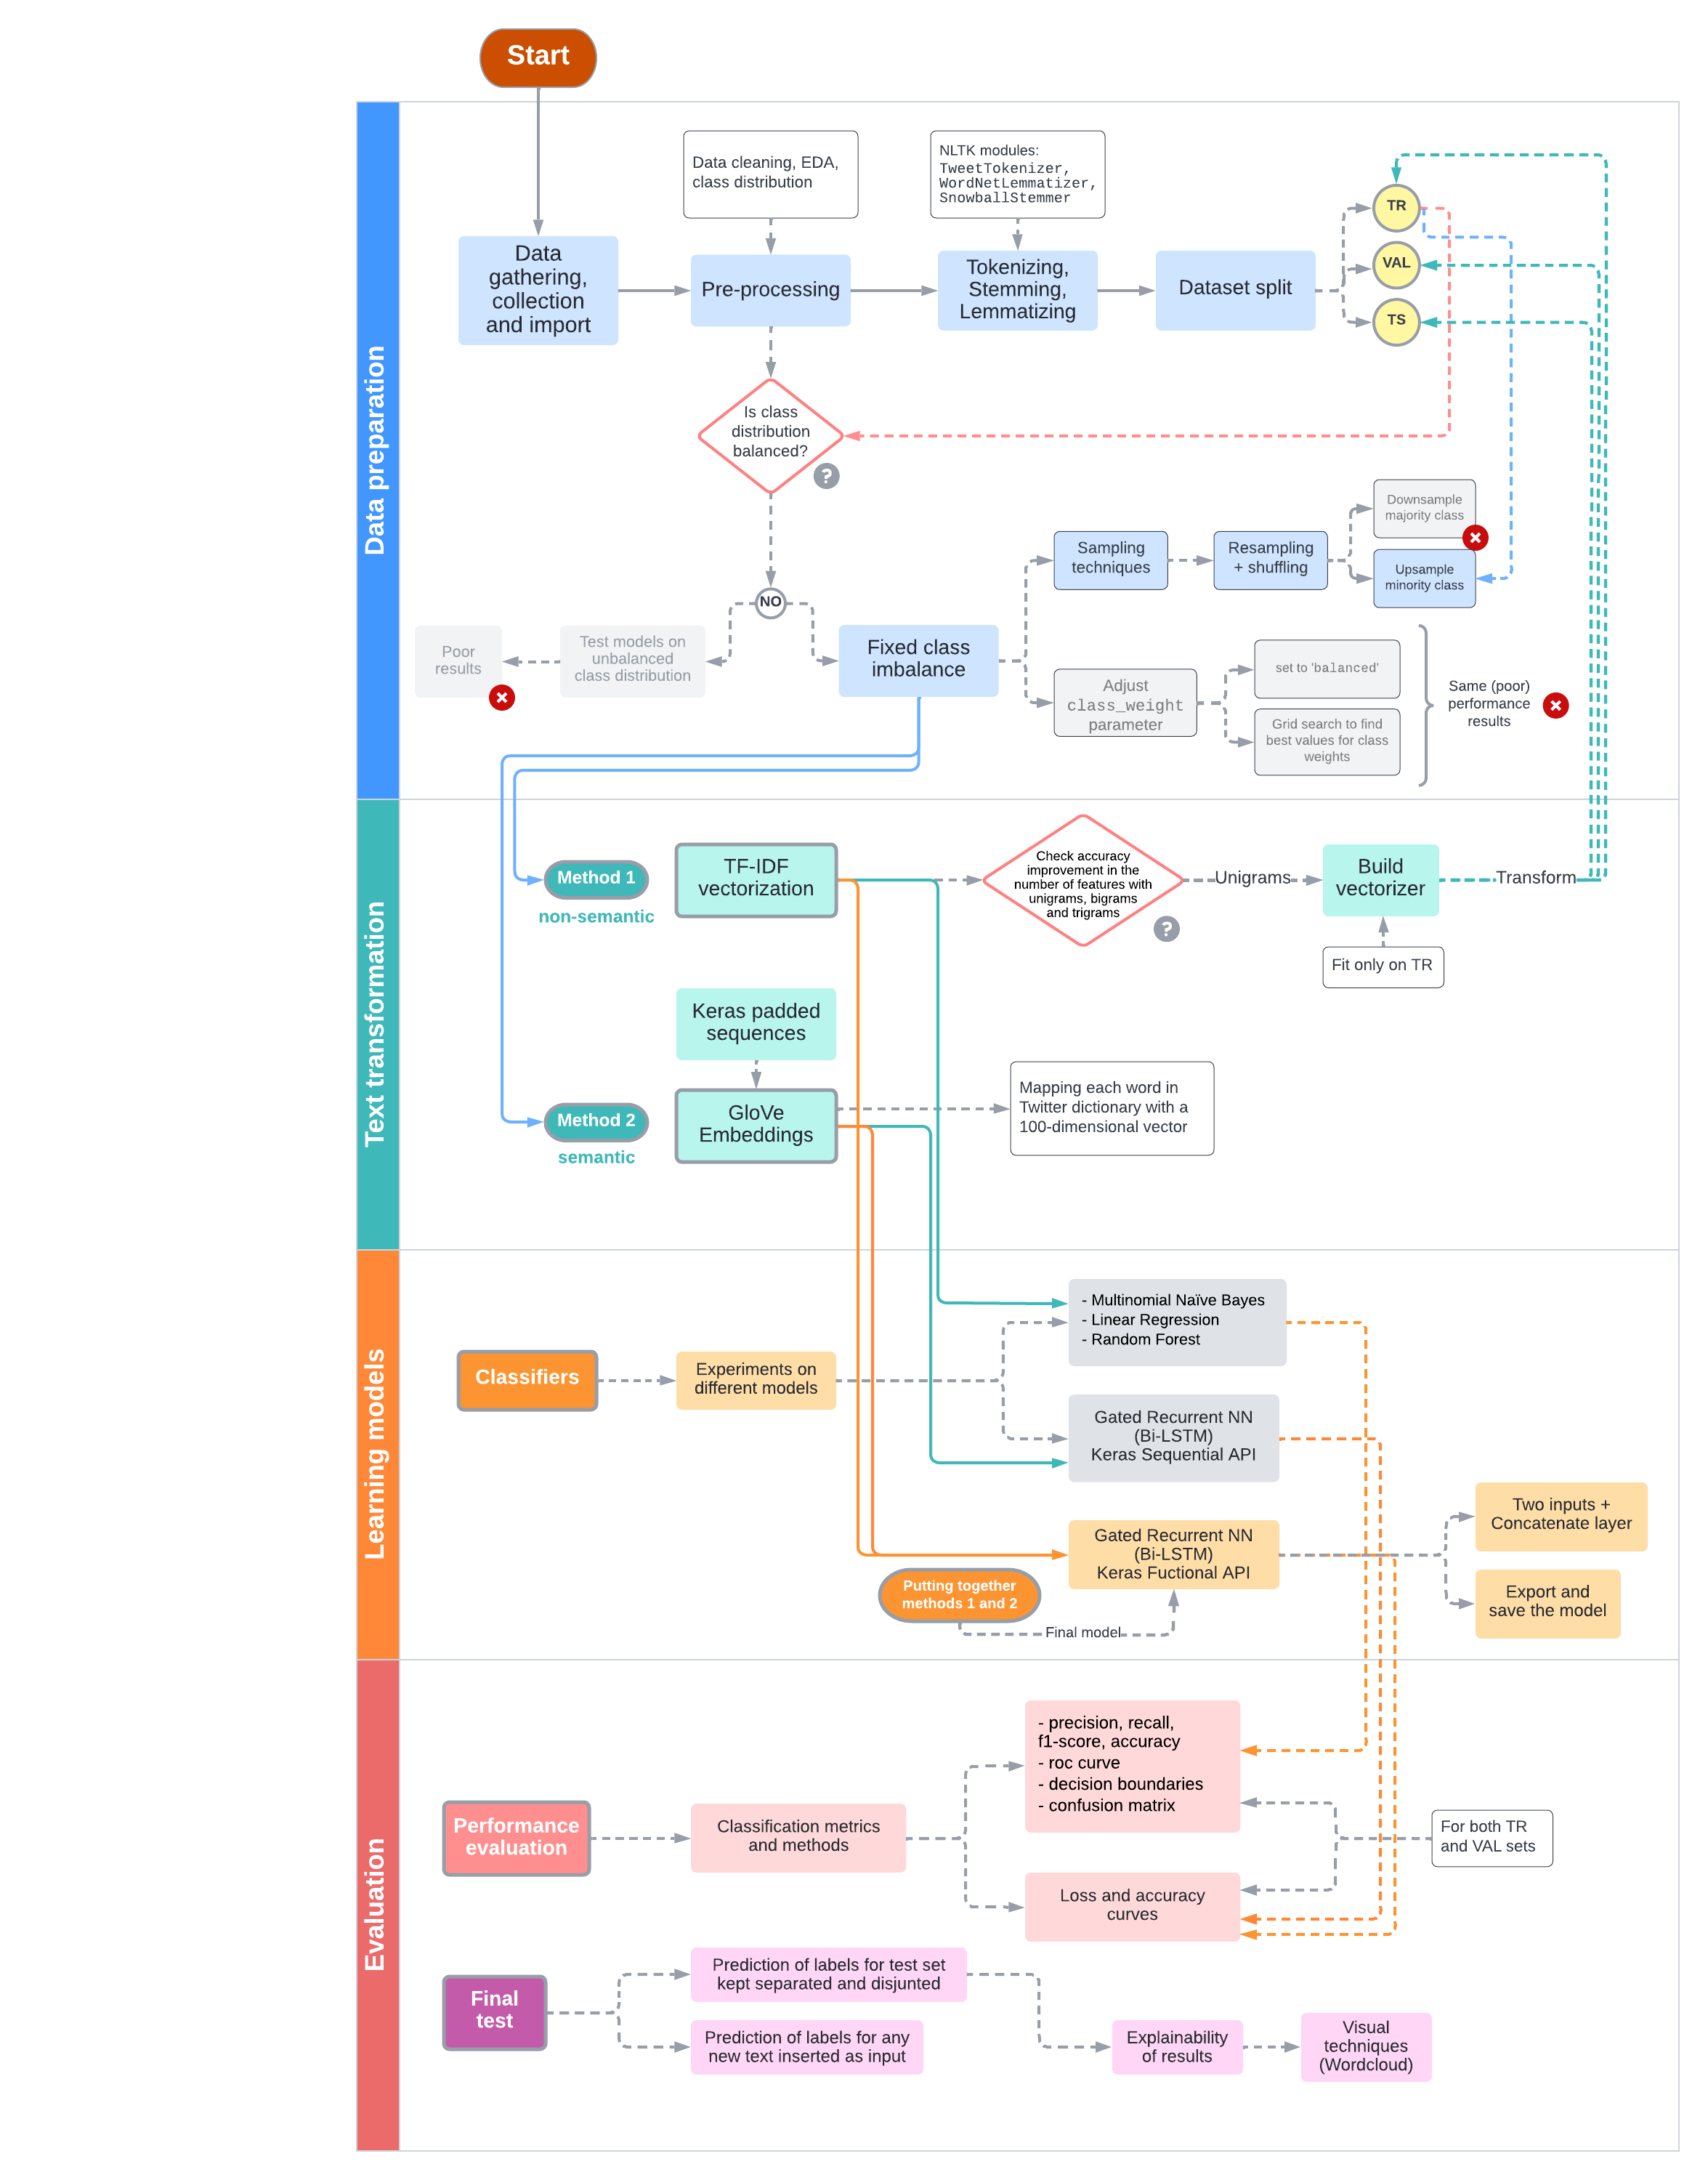 Start
Data preparation
Data cleaning, EDA,
class distribution
NLTK modules:
TweetTokenizer,
WordNetLemmatizer,
SnowballStemmer
Data
gathering,
collection
and import
Pre-processing
Tokenizing,
Stemming,
Lemmatizing
Dataset split
TR
VAL
TS
Is class
distribution
balanced?
?
NO
Poor
results
Test models on
unbalanced
class distribution
Fixed class
imbalance
Sampling
techniques
Resampling
+ shuffling
Downsample
majority class
Upsample
minority class
Adjust
class_weight
parameter
set to 'balanced'
Grid search to find
best values for class
weights
Same (poor)
performance
results
Text transformation
Method 1
non-semantic
TF-IDF
vectorization
Check accuracy
improvement in the
number of features with
unigrams, bigrams
and trigrams
?
Unigrams
Build
vectorizer
Transform
Fit only on TR
Keras padded
sequences
Method 2
semantic
GloVe
Embeddings
Mapping each word in
Twitter dictionary with a
100-dimensional vector
Learning models
Classifiers
Experiments on
different models
- Multinomial Naïve Bayes
- Linear Regression
- Random Forest
Gated Recurrent NN
(Bi-LSTM)
Keras Sequential API
Gated Recurrent NN
(Bi-LSTM)
Keras Fuctional API
Putting together
methods 1 and 2
Final model
Two inputs +
Concatenate layer
Export and
save the model
Evaluation
Performance
evaluation
Classification metrics
and methods
- precision, recall,
f1-score, accuracy
- roc curve
- decision boundaries
- confusion matrix
Loss and accuracy
curves
For both TR
and VAL sets
Final
test
Prediction of labels for test set
kept separated and disjunted
Prediction of labels for any
new text inserted as input
Explainability
of results
Visual
techniques
(Wordcloud)